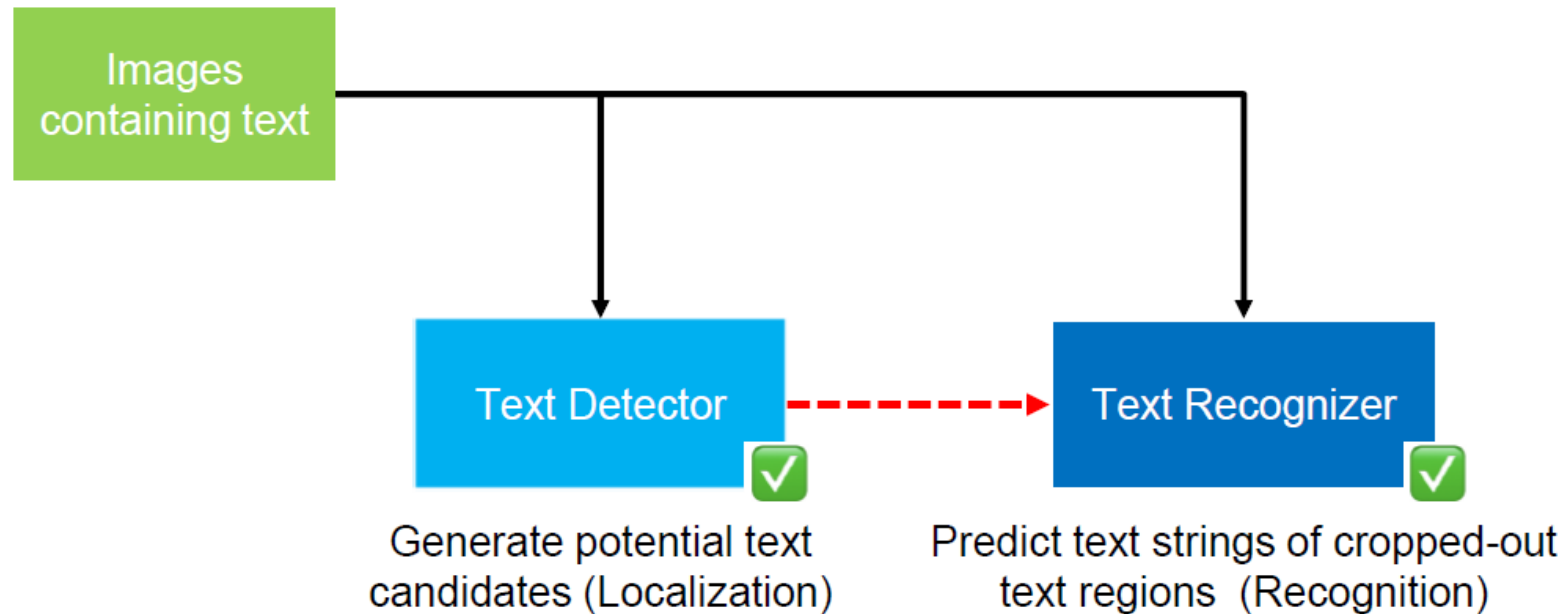 Images
containing text
Text Detector
Text Recognizer
Generate potential text
candidates (Localization)
Predict text strings of cropped-out
text regions (Recognition)